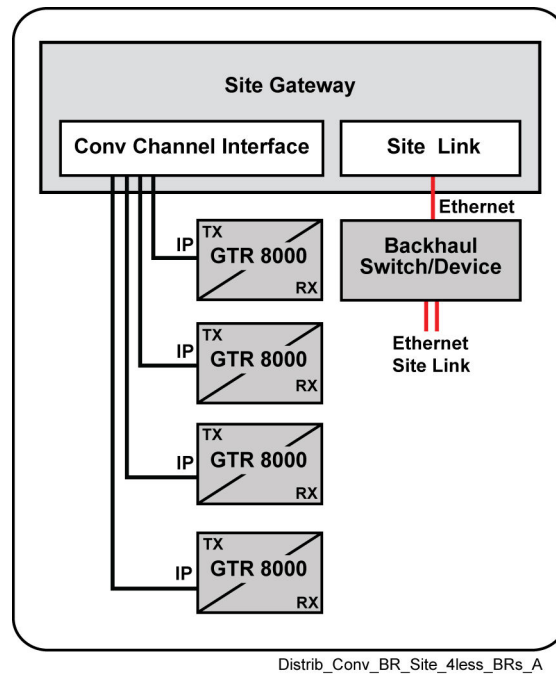 Site Gateway
Conv Channel Interface
Site Link
Ethernet
Backhaul
Switch/Device
Ethernet
Site Link
IP
TX
GTR 8000
RX
IP
TX
GTR 8000
RX
IP
TX
GTR 8000
RX
IP
TX
GTR 8000
RX
Distrib_Conv_BR_Site_4less_BRs_A